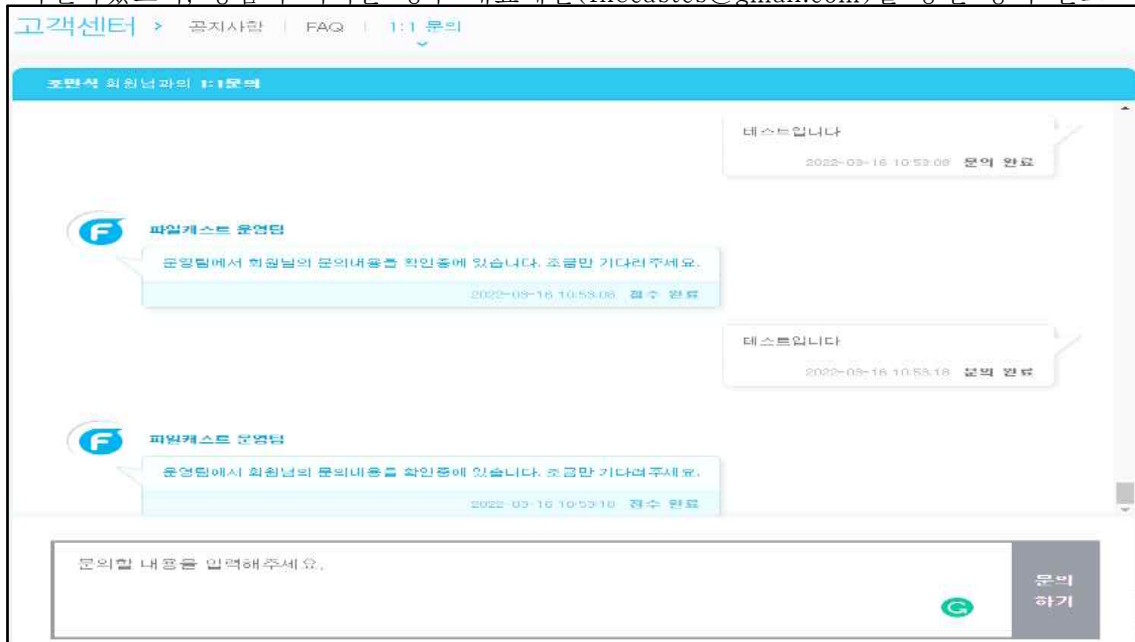 고객센터 > 공지사항 | FAQ | 1:1 문의
조민석 회원님과의 1:1문의
테스트입니다
2022-03-16 10:53:08 문의 완료
파일캐스트 운영팀
운영팀에서 회원님의 문의내용을 확인중에 있습니다. 조금만 기다려주세요.
2022-03-16 10:53:08 접수 완료
테스트입니다
2022-03-16 10:53:18 문의 완료
파일캐스트 운영팀
운영팀에서 회원님의 문의내용을 확인중에 있습니다. 조금만 기다려주세요.
2022-03-16 10:53:18 접수 완료
문의할 내용을 입력해주세요.
문의
하기